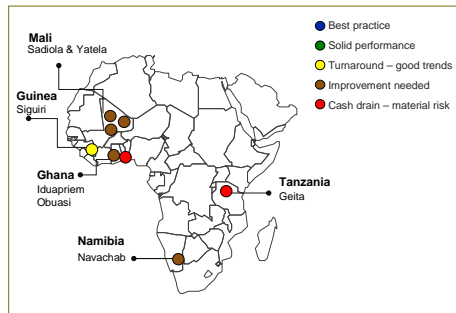 Mali
Sadiola & Yatela
Guinea
Siguiri
Ghana
Iduapriem
Obuasi
Namibia
Navachab
Tanzania
Geita
Best practice
Solid performance
Turnaround – good trends
Improvement needed
Cash drain – material risk